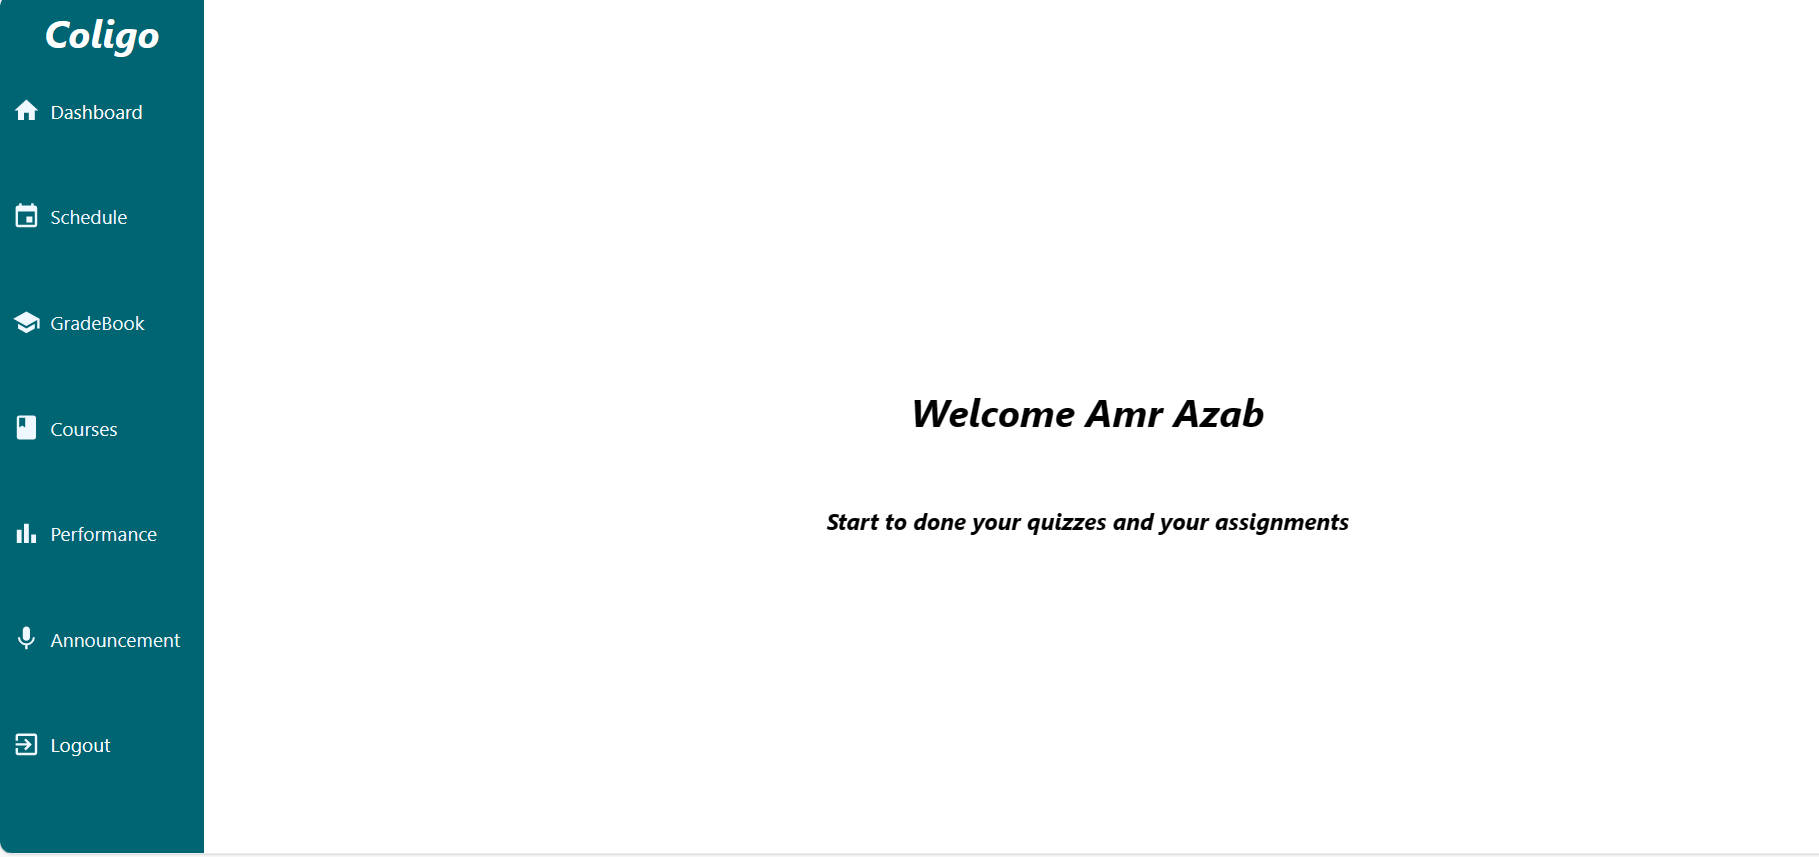 Coligo
Dashboard
Schedule
GradeBook
Courses
Performance
Announcement
Logout
Welcome Amr Azab
Start to done your quizzes and your assignments